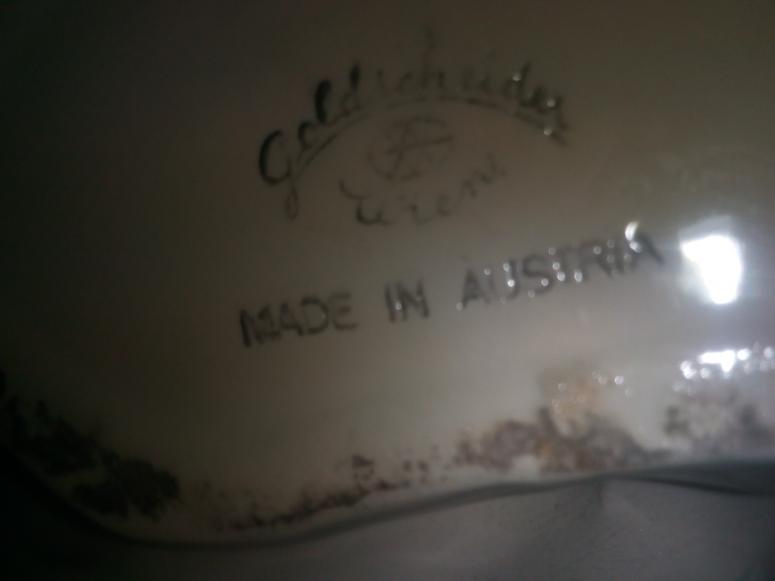 Goldscheider
Wien
MADE IN AUSTRIA